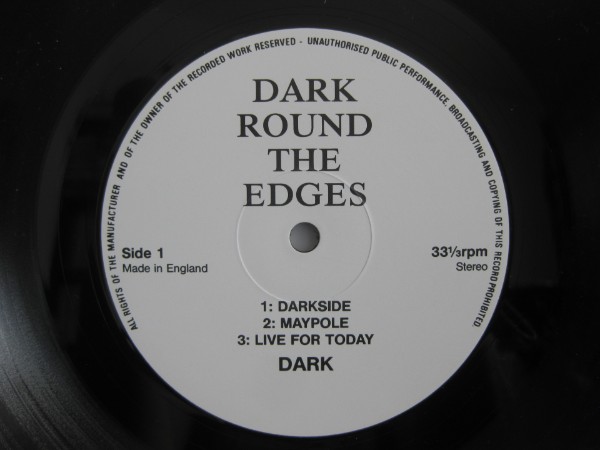 ALL RIGHTS OF THE MANUFACTURER AND OF THE OWNER OF THE RECORDED WORK RESERVED - UNAUTHORISED PUBLIC PERFORMANCE, BROADCASTING AND COPYING OF THIS RECORD PROHIBITED.
DARK
ROUND
THE
EDGES
Side 1
Made in England
33⅓rpm
Stereo
1: DARKSIDE
2: MAYPOLE
3: LIVE FOR TODAY
DARK